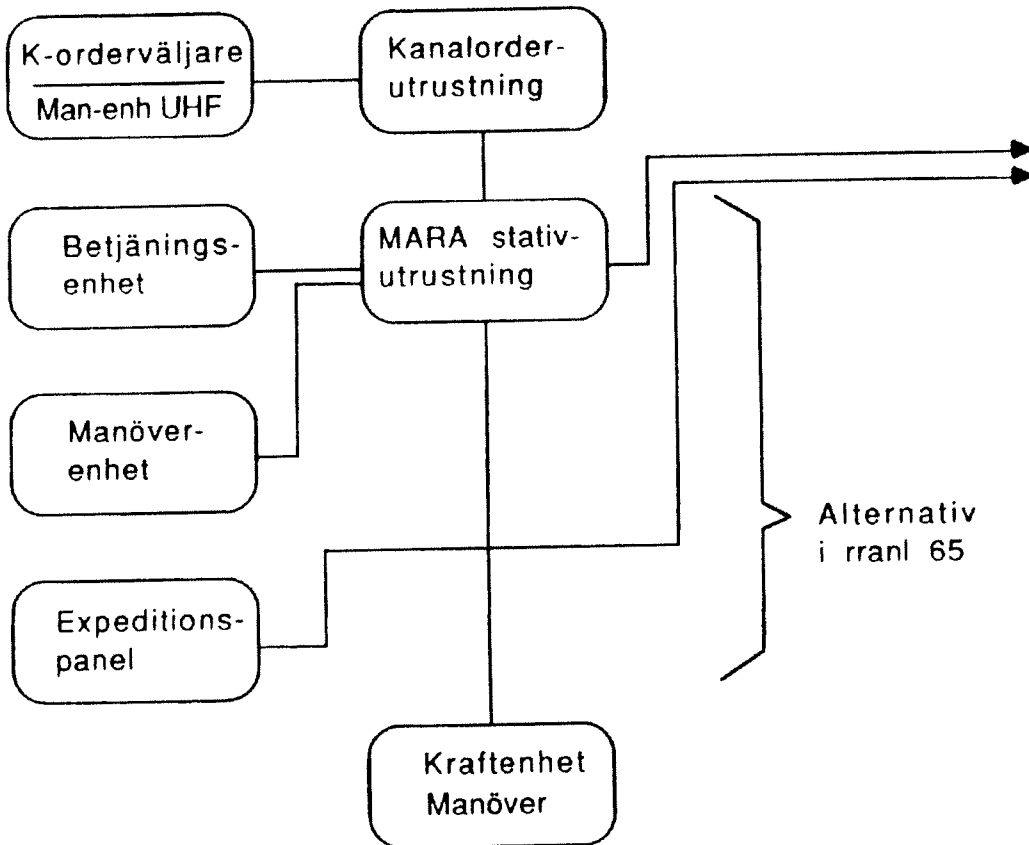 K-orderväljare
Man-enh UHF
Kanalorder-
utrustning
Betjänings-
enhet
MARA stativ-
utrustning
Manöver-
enhet
Alternativ
i rranl 65
Expeditions-
panel
Kraftenhet
Manöver